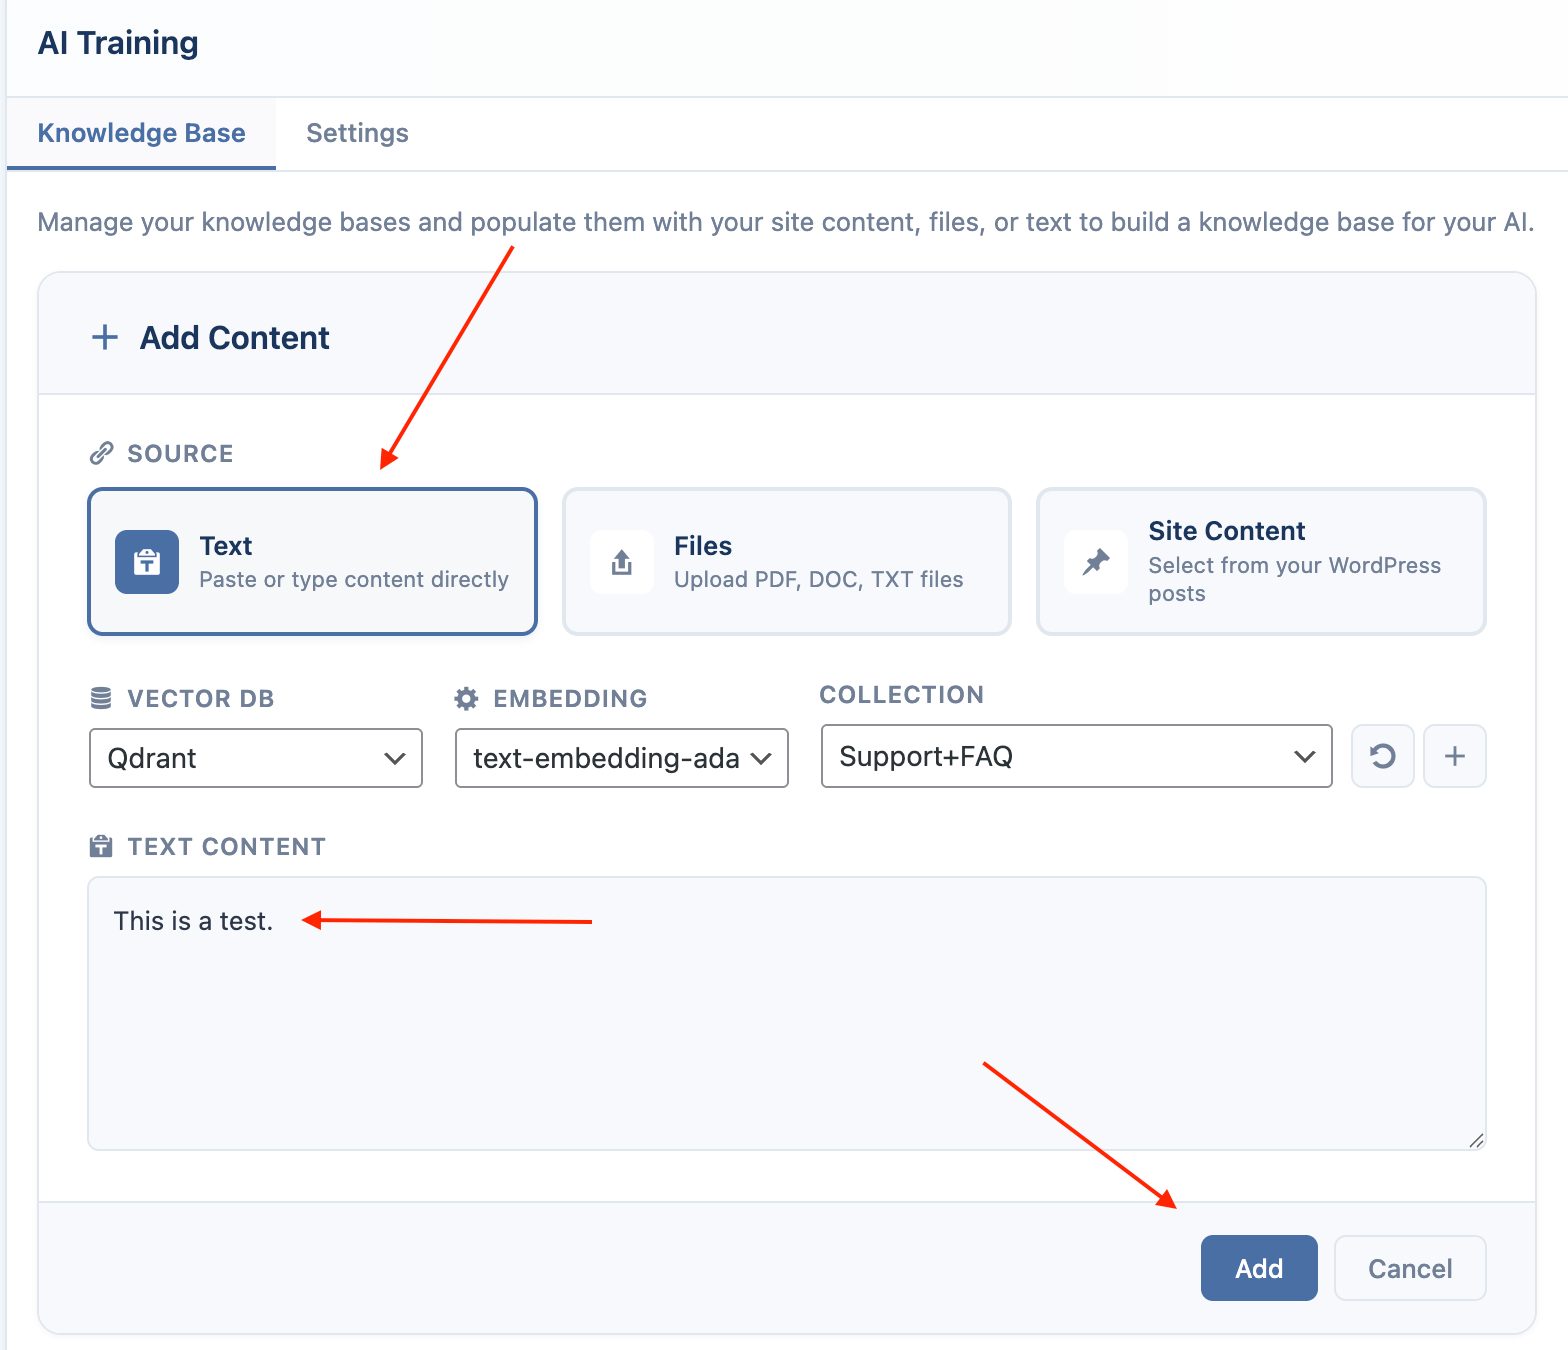 AI Training
Knowledge Base
Settings
Manage your knowledge bases and populate them with your site content, files, or text to build a knowledge base for your AI.
Add Content
SOURCE
Text
Paste or type content directly
Files
Upload PDF, DOC, TXT files
Site Content
Select from your WordPress
posts
VECTOR DB
EMBEDDING
COLLECTION
Qdrant
text-embedding-ada
Support+FAQ
TEXT CONTENT
This is a test.
Add
Cancel